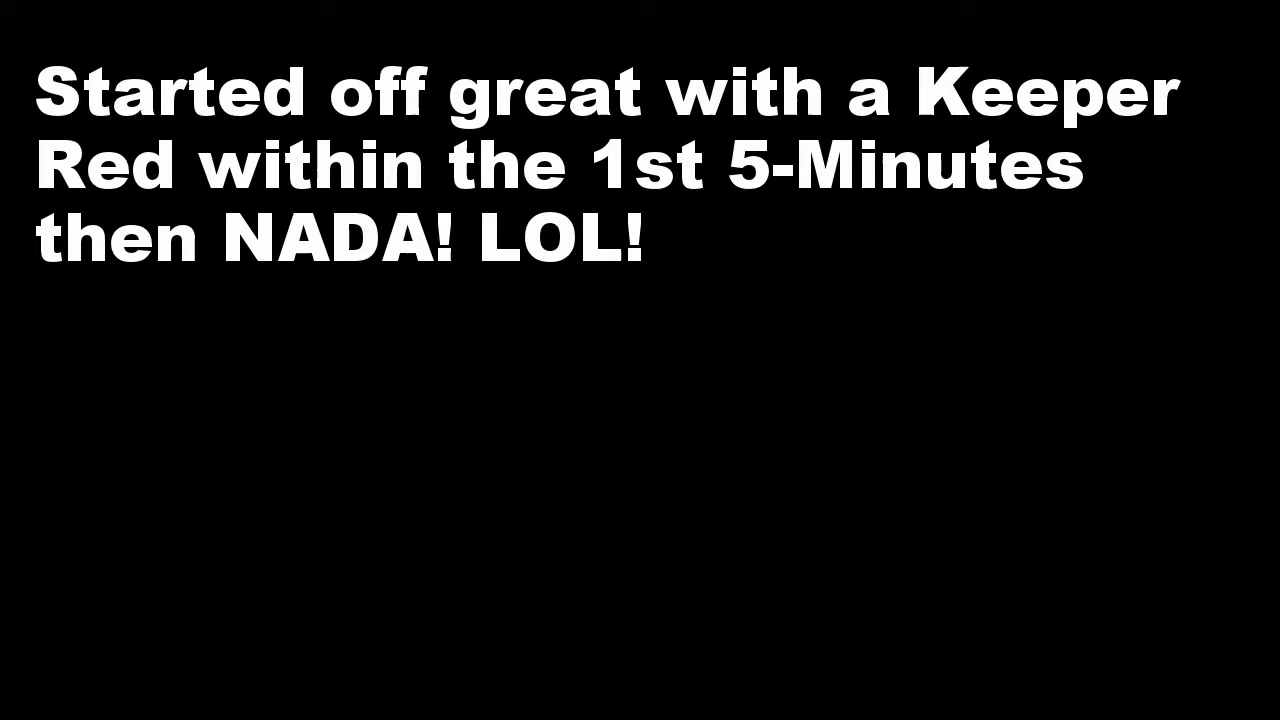 Started off great with a Keeper
Red within the 1st 5-Minutes
then NADA! LOL!